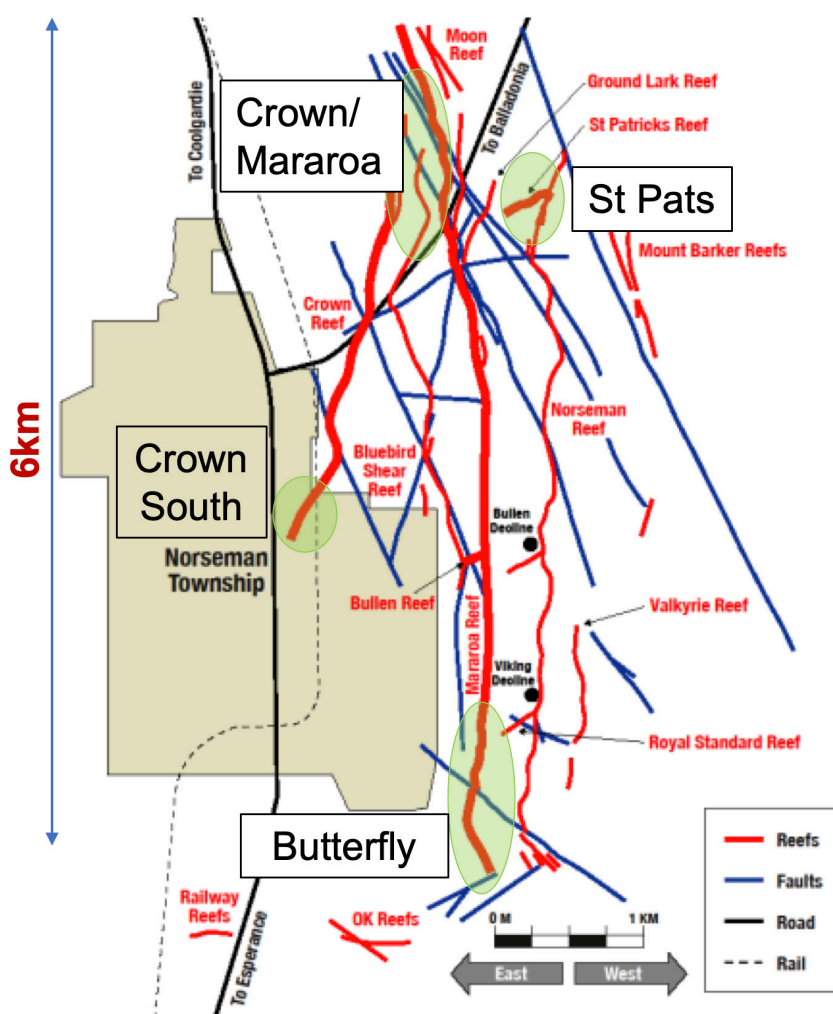 Moon
Reef
To Coolgardie
To Balladonia
Ground Lark Reef
St Patricks Reef
Crown/
Mararoa
St Pats
Mount Barker Reefs
Crown
Reef
6km
Norseman
Reef
Bluebird
Shear
Reef
Crown
South
Bullen
Deoline
Norseman
Township
Bullen Reef
Mararoa Reef
Valkyrie Reef
Viking
Deoline
Royal Standard Reef
Butterfly
Reefs
Faults
Road
Rail
Railway
Reefs
OK Reefs
To Esperance
0 M
1 KM
East
West